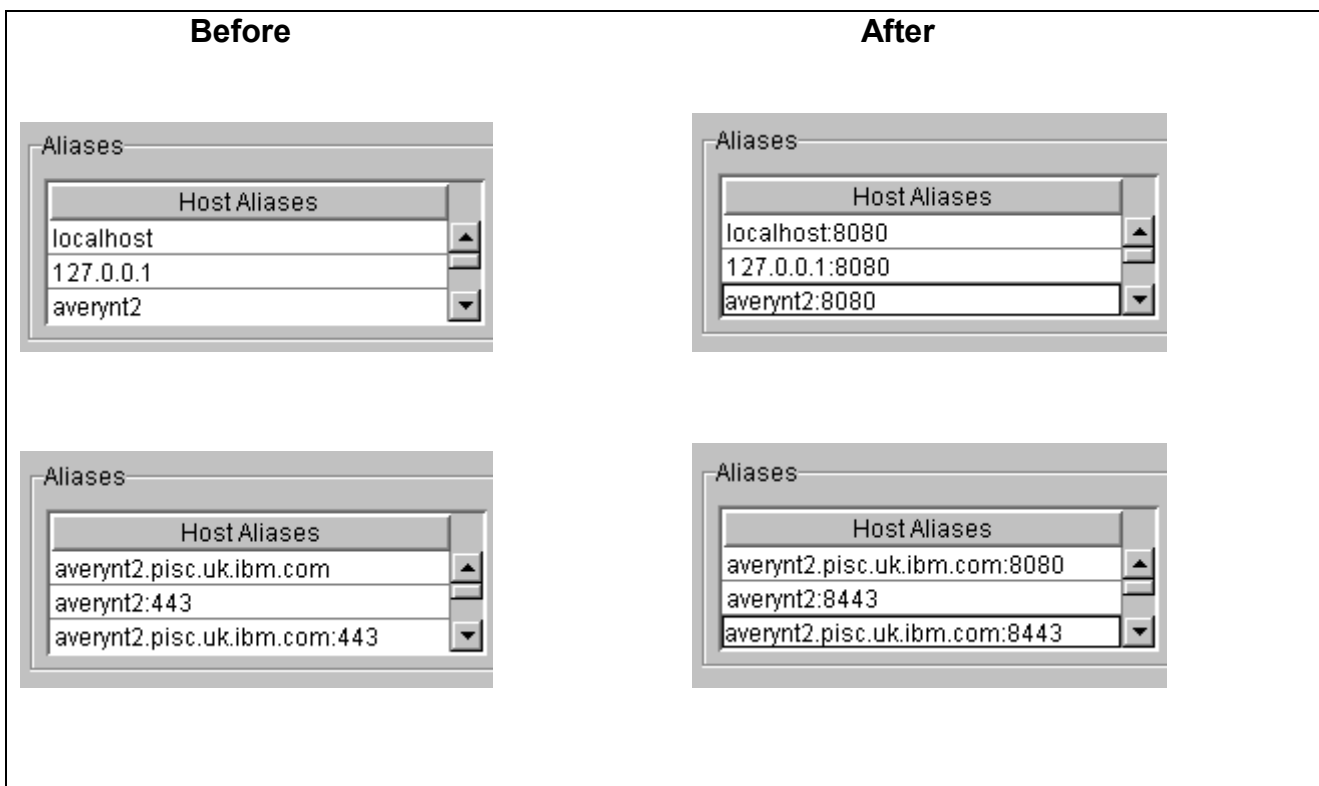 Before
After
Aliases
Host Aliases
localhost
127.0.0.1
averynt2
Aliases
Host Aliases
localhost:8080
127.0.0.1:8080
averynt2:8080
Aliases
Host Aliases
averynt2.pisc.uk.ibm.com
averynt2:443
averynt2.pisc.uk.ibm.com:443
Aliases
Host Aliases
averynt2.pisc.uk.ibm.com:8080
averynt2:8443
averynt2.pisc.uk.ibm.com:8443